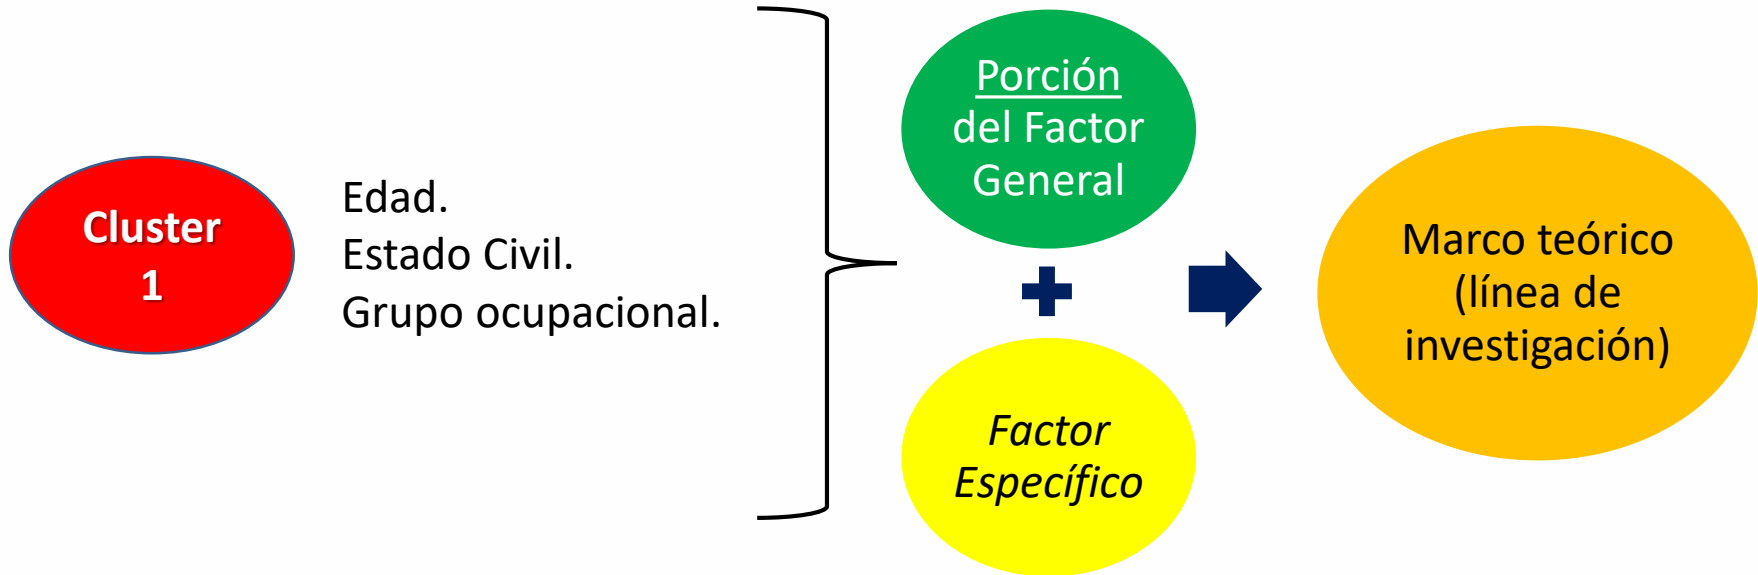 Cluster
1
Edad.
Estado Civil.
Grupo ocupacional.
Porción
del Factor
General
Factor
Específico
Marco teórico
(línea de
investigación)